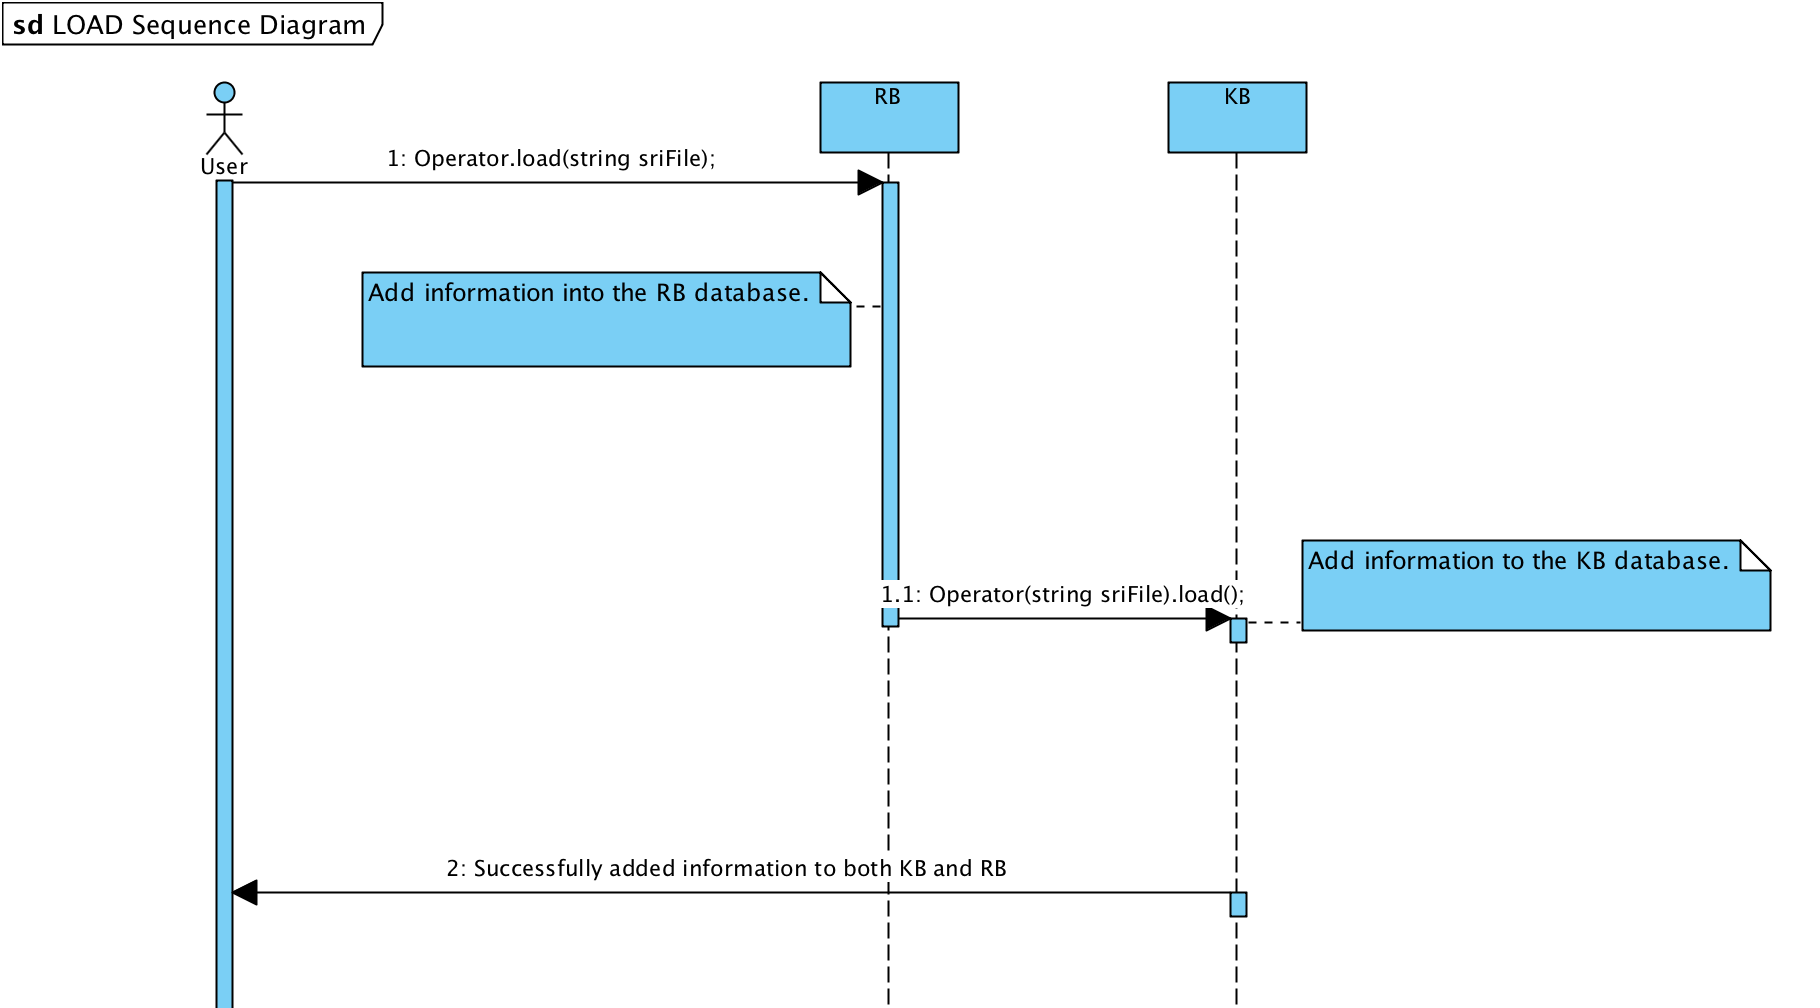 sd LOAD Sequence Diagram
RB
KB
User
1: Operator.load(string sriFile);
Add information into the RB database.
Add information to the KB database.
1.1: Operator(string sriFile).load();
2: Successfully added information to both KB and RB